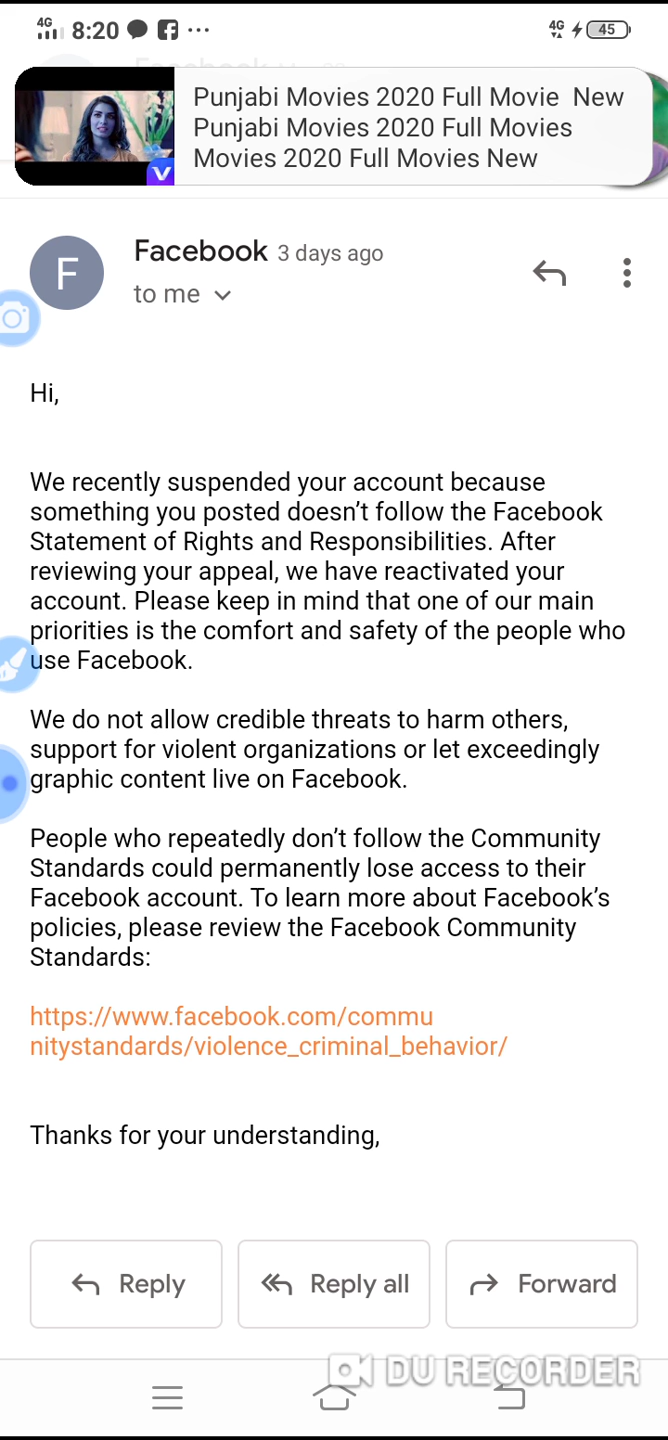 4G 8:20 4G 45
Punjabi Movies 2020 Full Movie New
Punjabi Movies 2020 Full Movies
Movies 2020 Full Movies New
V
F
Facebook 3 days ago
to me
Hi,
We recently suspended your account because
something you posted doesn't follow the Facebook
Statement of Rights and Responsibilities. After
reviewing your appeal, we have reactivated your
account. Please keep in mind that one of our main
priorities is the comfort and safety of the people who
use Facebook.
We do not allow credible threats to harm others,
support for violent organizations or let exceedingly
graphic content live on Facebook.
People who repeatedly don't follow the Community
Standards could permanently lose access to their
Facebook account. To learn more about Facebook's
policies, please review the Facebook Community
Standards:
https://www.facebook.com/commu
nitystandards/violence_criminal_behavior/
Thanks for your understanding,
Reply Reply all Forward
DU RECORDER